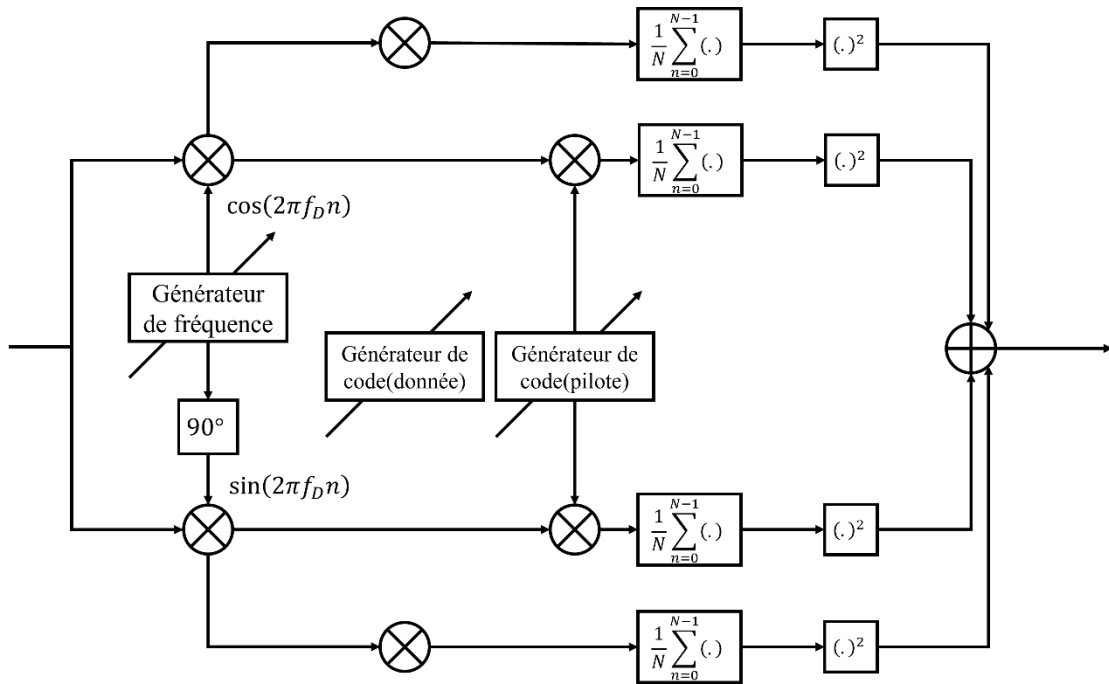 1/N ∑_{n=0}^{N-1} (.)
(.)²
1/N ∑_{n=0}^{N-1} (.)
(.)²
cos(2πf_D n)
Générateur
de fréquence
Générateur de
code(donnée)
Générateur de
code(pilote)
90°
sin(2πf_D n)
1/N ∑_{n=0}^{N-1} (.)
(.)²
1/N ∑_{n=0}^{N-1} (.)
(.)²